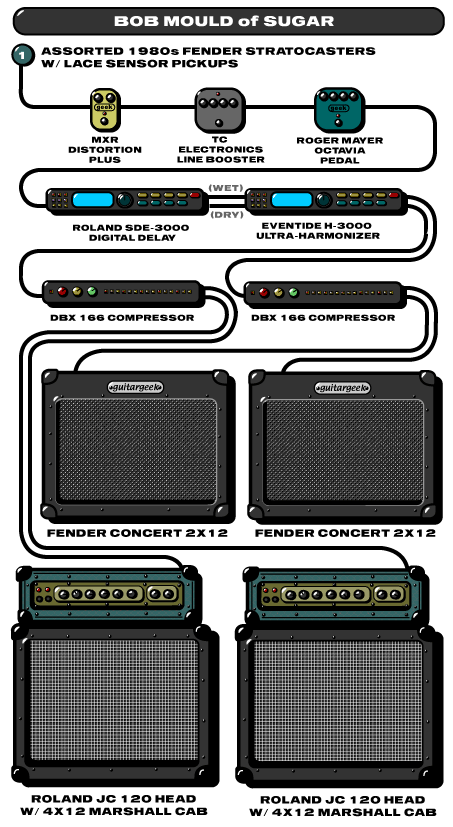 BOB MOULD of SUGAR
1 ASSORTED 1980s FENDER STRATOCASTERS
W/ LACE SENSOR PICKUPS
geek
geek
geek
MXR
DISTORTION
PLUS
TC
ELECTRONICS
LINE BOOSTER
ROGER MAYER
OCTAVIA
PEDAL
(WET)
(DRY)
ROLAND SDE-3000
DIGITAL DELAY
EVENTIDE H-3000
ULTRA-HARMONIZER
DBX 166 COMPRESSOR
DBX 166 COMPRESSOR
guitargeek
guitargeek
FENDER CONCERT 2X12
FENDER CONCERT 2X12
ROLAND JC 120 HEAD
W/ 4X12 MARSHALL CAB
ROLAND JC 120 HEAD
W/ 4X12 MARSHALL CAB